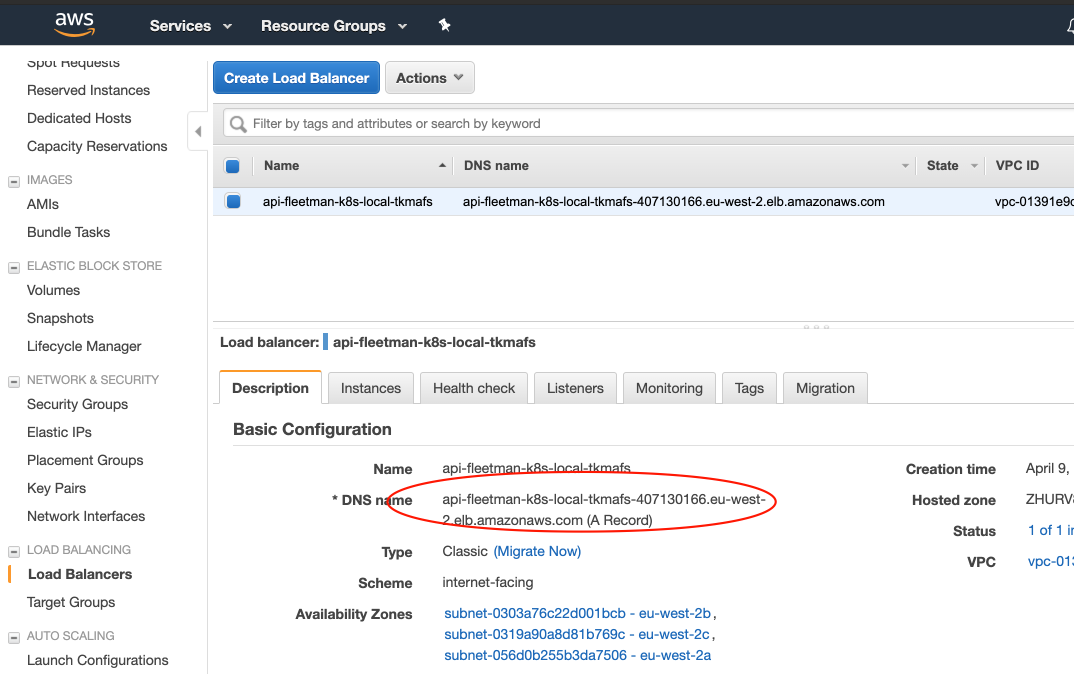 aws Services Resource Groups
Spot Requests
Reserved Instances
Dedicated Hosts
Capacity Reservations
IMAGES
AMIs
Bundle Tasks
ELASTIC BLOCK STORE
Volumes
Snapshots
Lifecycle Manager
NETWORK & SECURITY
Security Groups
Elastic IPs
Placement Groups
Key Pairs
Network Interfaces
LOAD BALANCING
Load Balancers
Target Groups
AUTO SCALING
Launch Configurations
Create Load Balancer Actions
Filter by tags and attributes or search by keyword
Name DNS name State VPC ID
api-fleetman-k8s-local-tkmafs api-fleetman-k8s-local-tkmafs-407130166.eu-west-2.elb.amazonaws.com vpc-01391e9c
Load balancer: api-fleetman-k8s-local-tkmafs
Description Instances Health check Listeners Monitoring Tags Migration
Basic Configuration
Name api-fleetman-k8s-local-tkmafs
* DNS name api-fleetman-k8s-local-tkmafs-407130166.eu-west-
2.elb.amazonaws.com (A Record)
Type Classic (Migrate Now)
Scheme internet-facing
Availability Zones subnet-0303a76c22d001bcb - eu-west-2b,
subnet-0319a90a8d81b769c - eu-west-2c,
subnet-056d0b255b3da7506 - eu-west-2a
Creation time April 9,
Hosted zone ZHURV
Status 1 of 1 i
VPC vpc-013